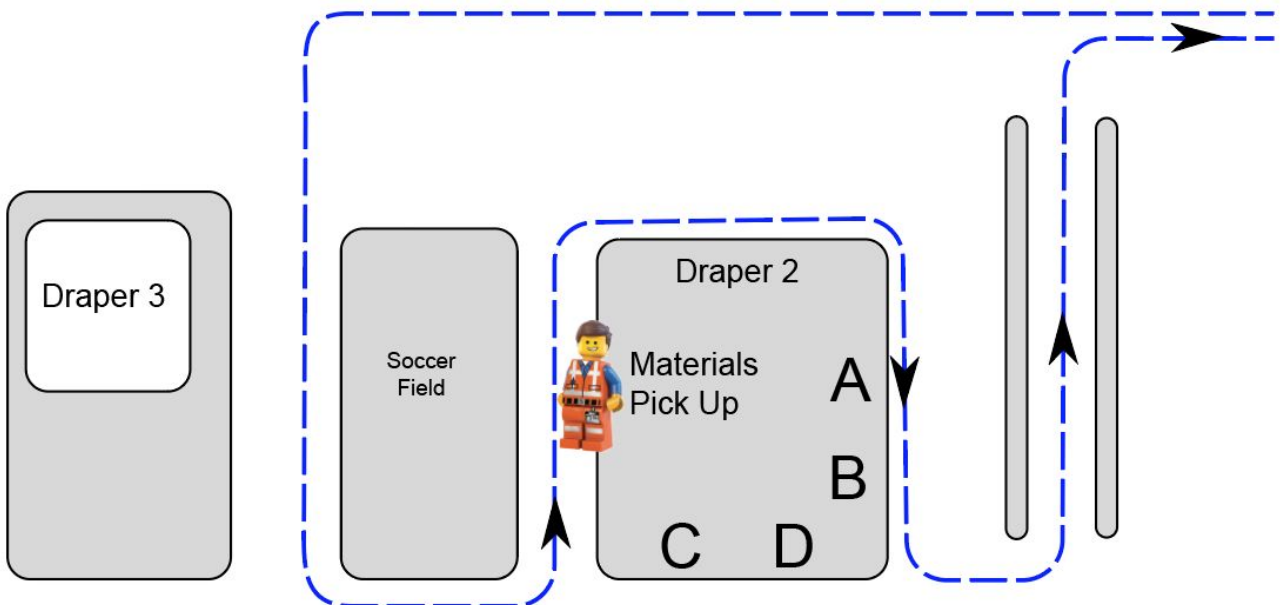 Draper 2
Draper 3
Soccer
Field
Materials
Pick Up
A
B
C D